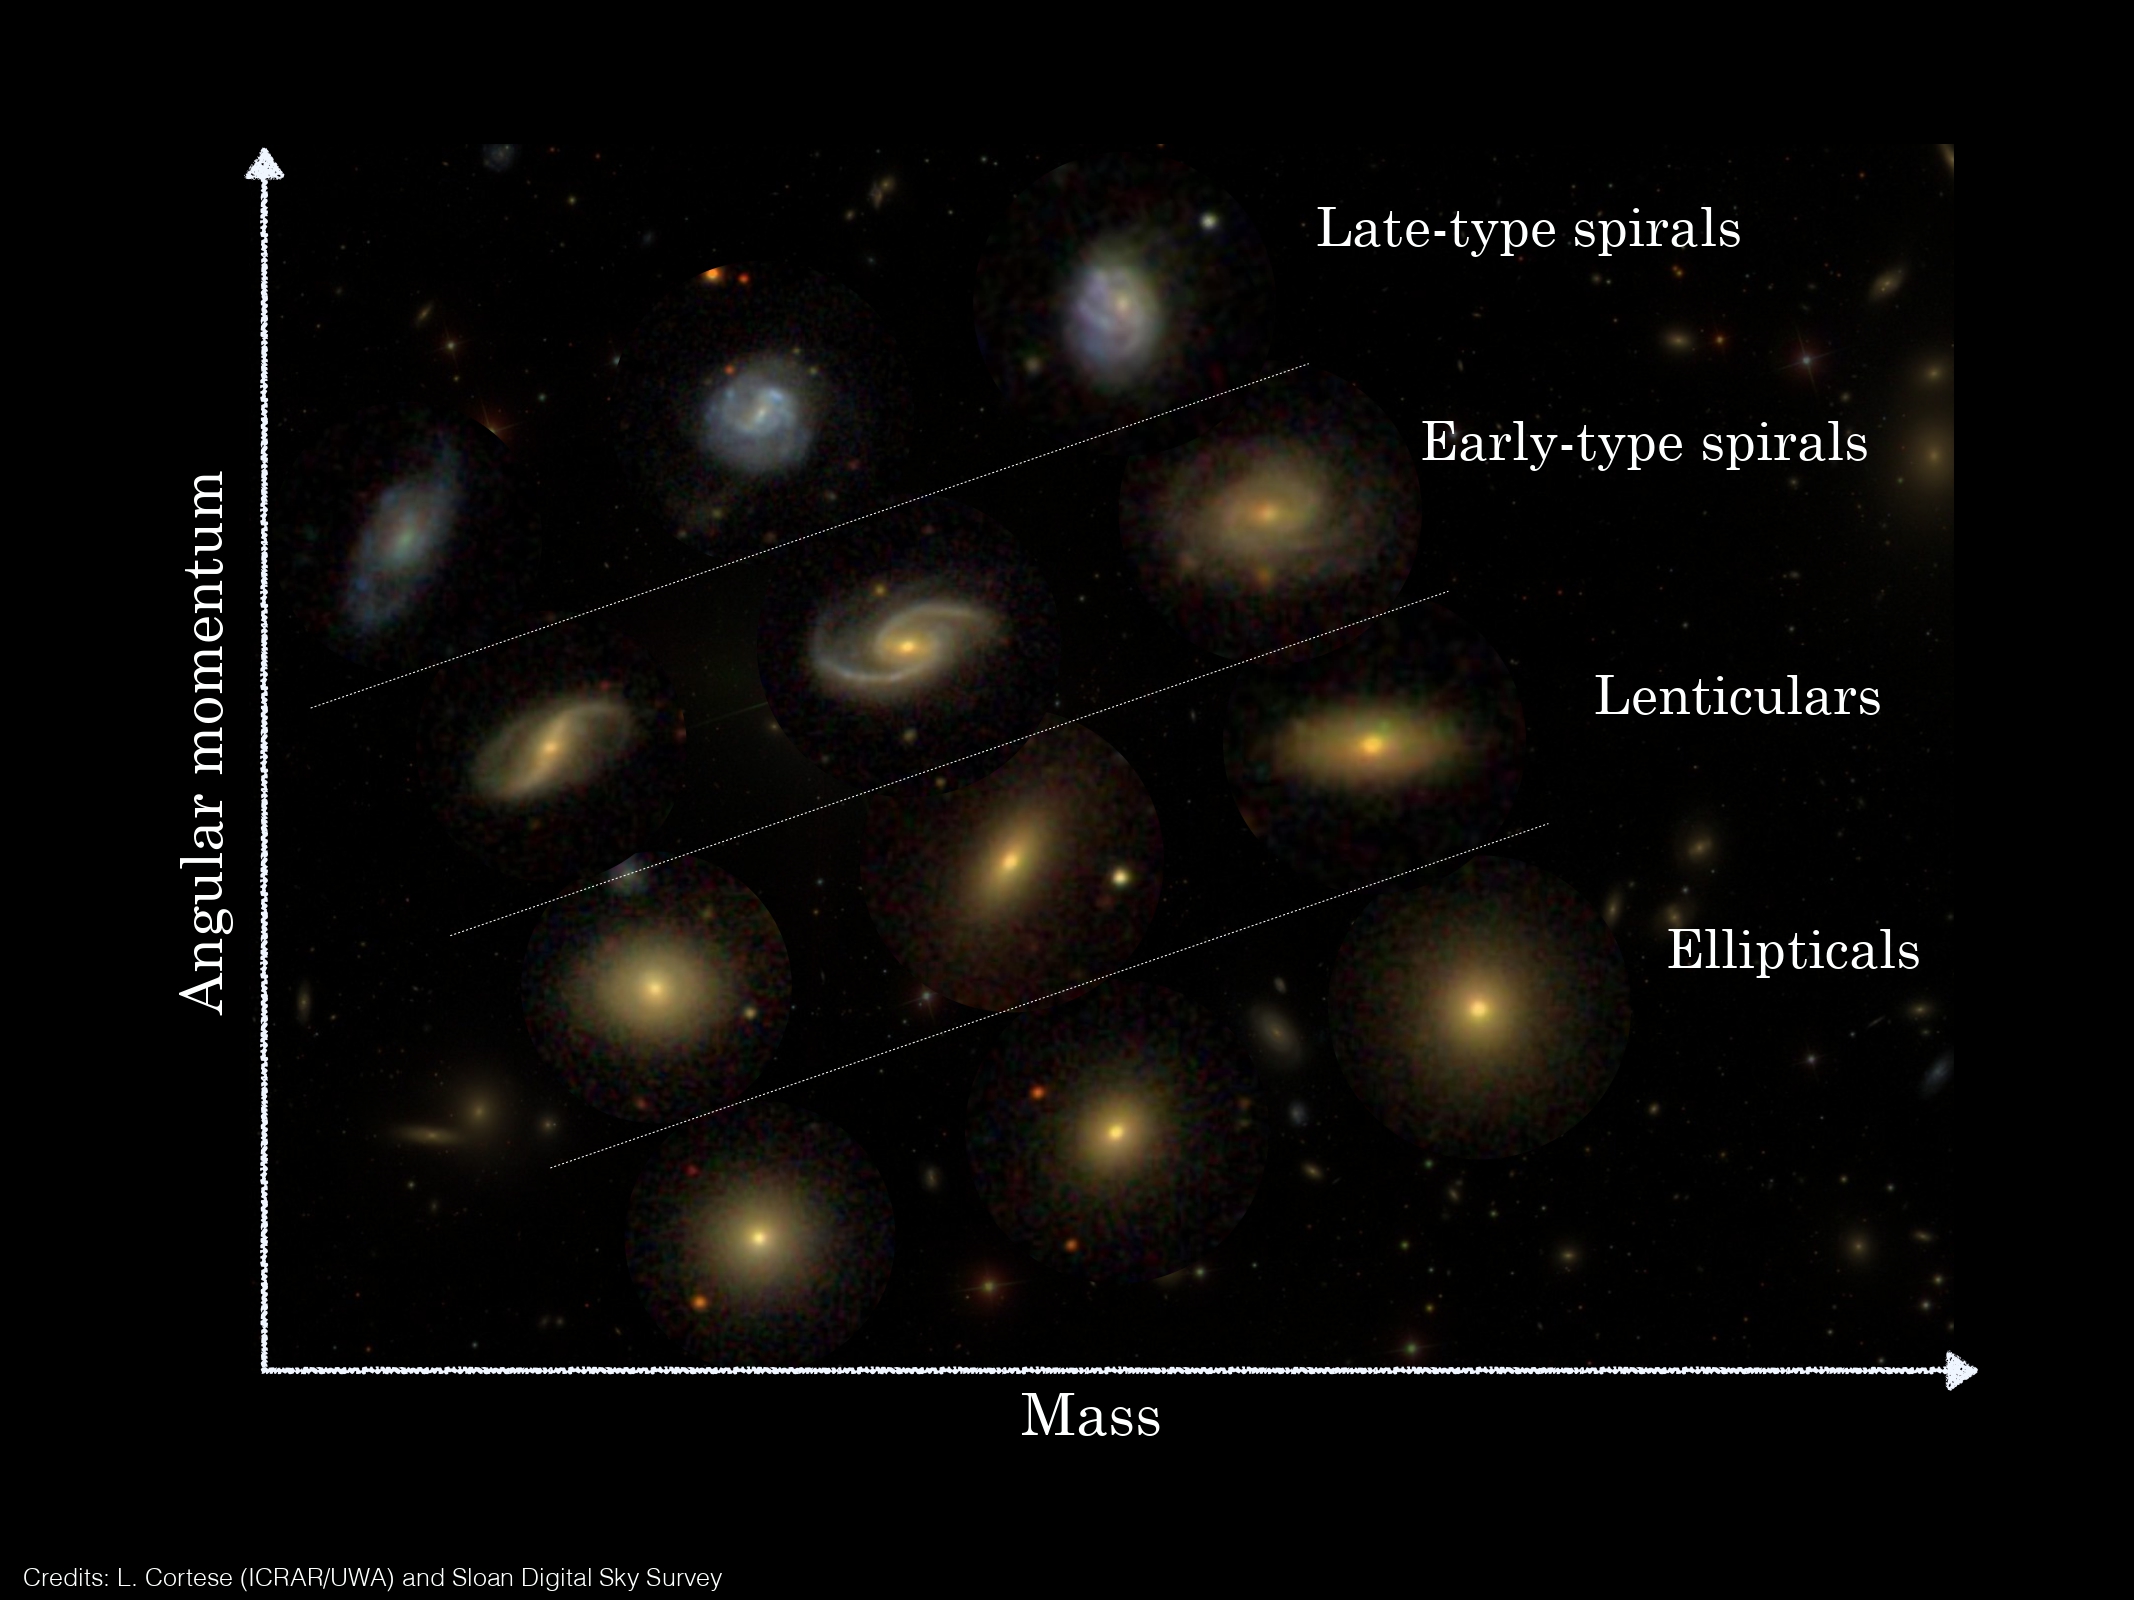 Late-type spirals
Early-type spirals
Lenticulars
Ellipticals
Angular momentum
Mass
Credits: L. Cortese (ICRAR/UWA) and Sloan Digital Sky Survey